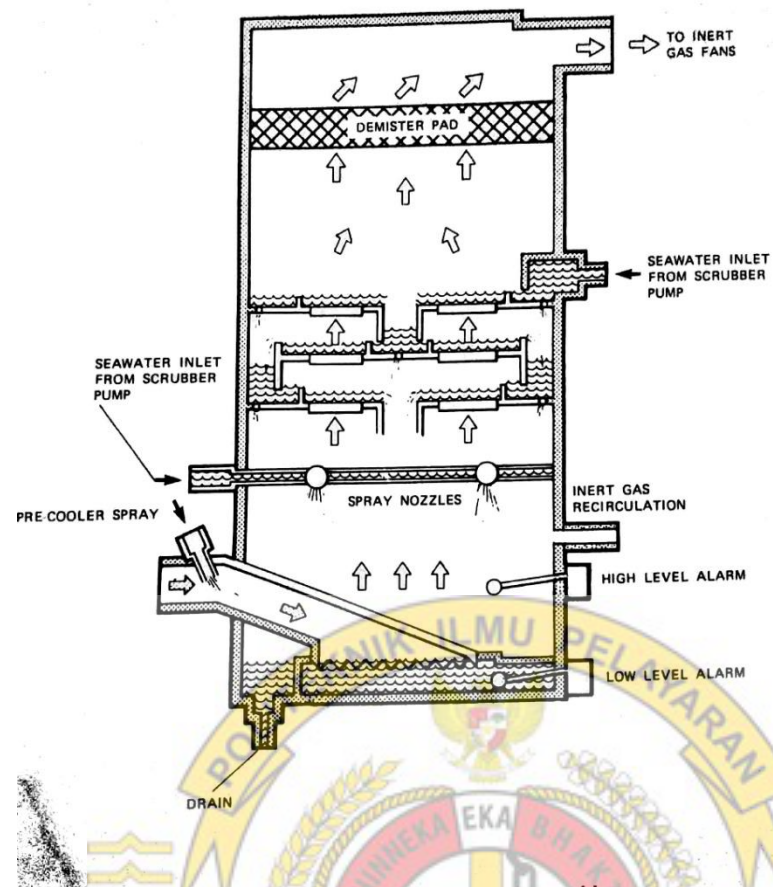 TO INERT
GAS FANS
DEMISTER PAD
SEAWATER INLET
FROM SCRUBBER
PUMP
SEAWATER INLET
FROM SCRUBBER
PUMP
SPRAY NOZZLES
INERT GAS
RECIRCULATION
PRE-COOLER SPRAY
HIGH LEVEL ALARM
LOW LEVEL ALARM
DRAIN
ILMU PELAYARAN
EKA